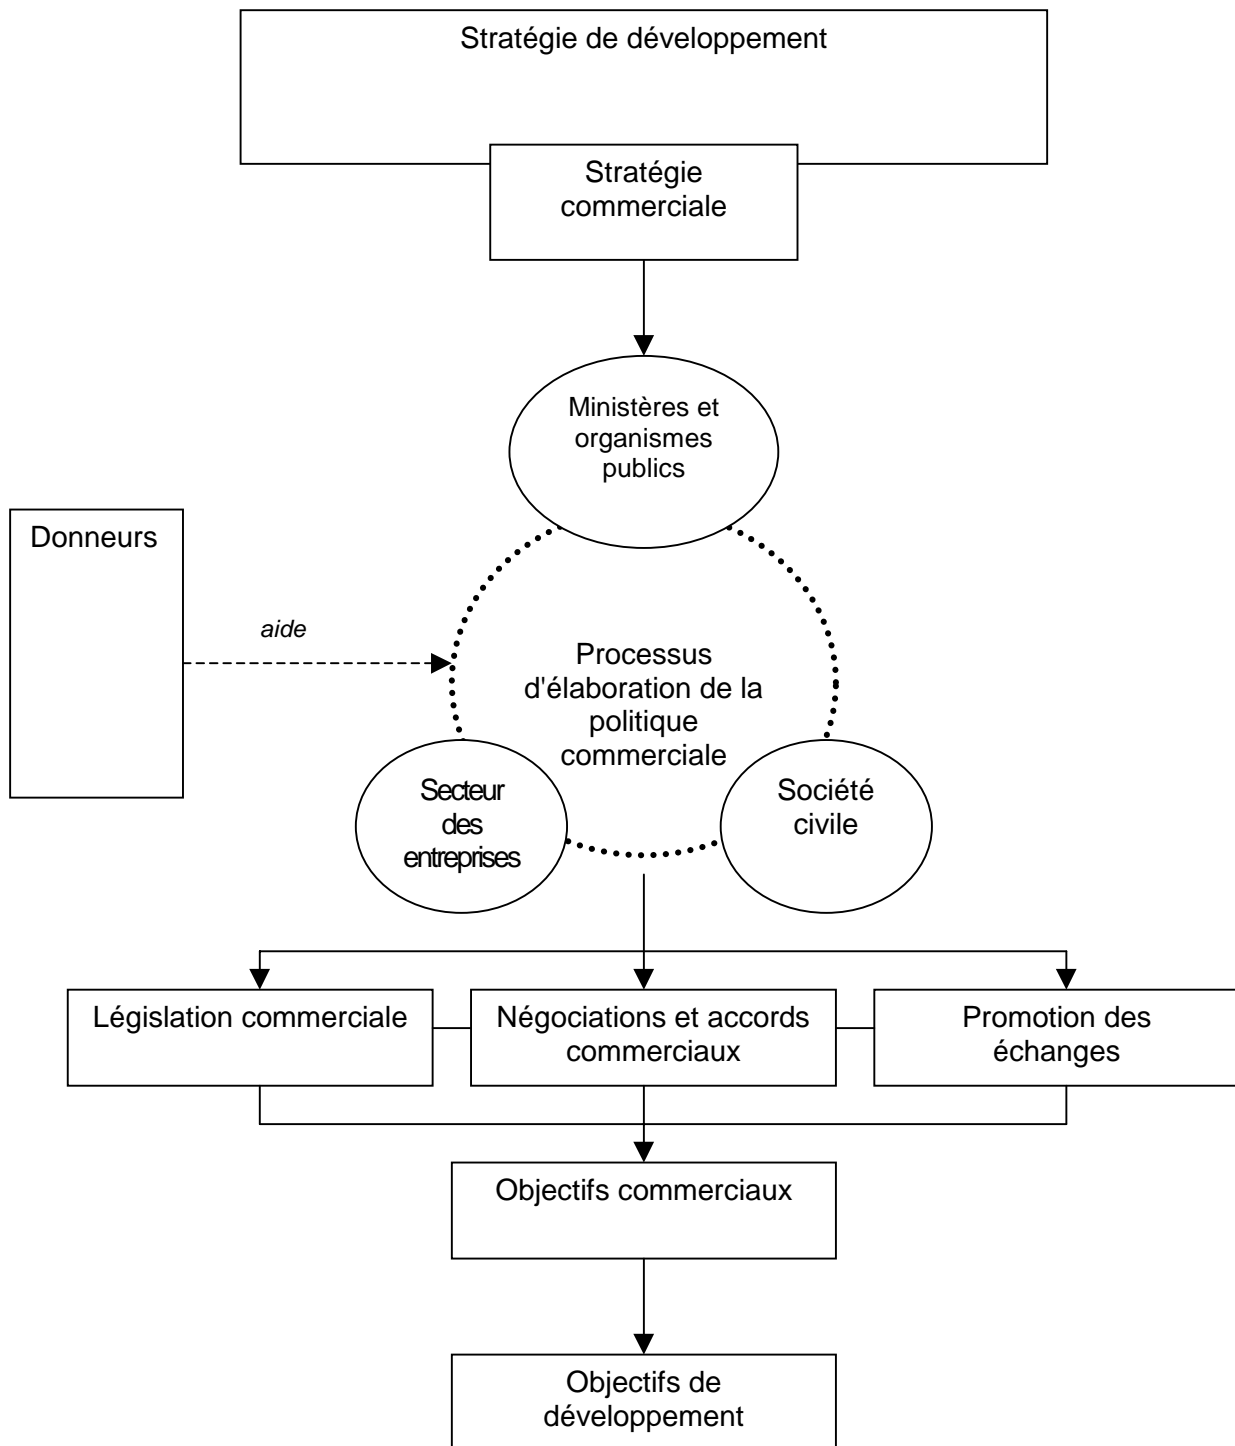 Stratégie de développement
Stratégie
commerciale
Ministères et
organismes
publics
Donneurs
aide
Processus
d'élaboration de la
politique
commerciale
Secteur
des
entreprises
Société
civile
Législation commerciale
Négociations et accords
commerciaux
Promotion des
échanges
Objectifs commerciaux
Objectifs de
développement